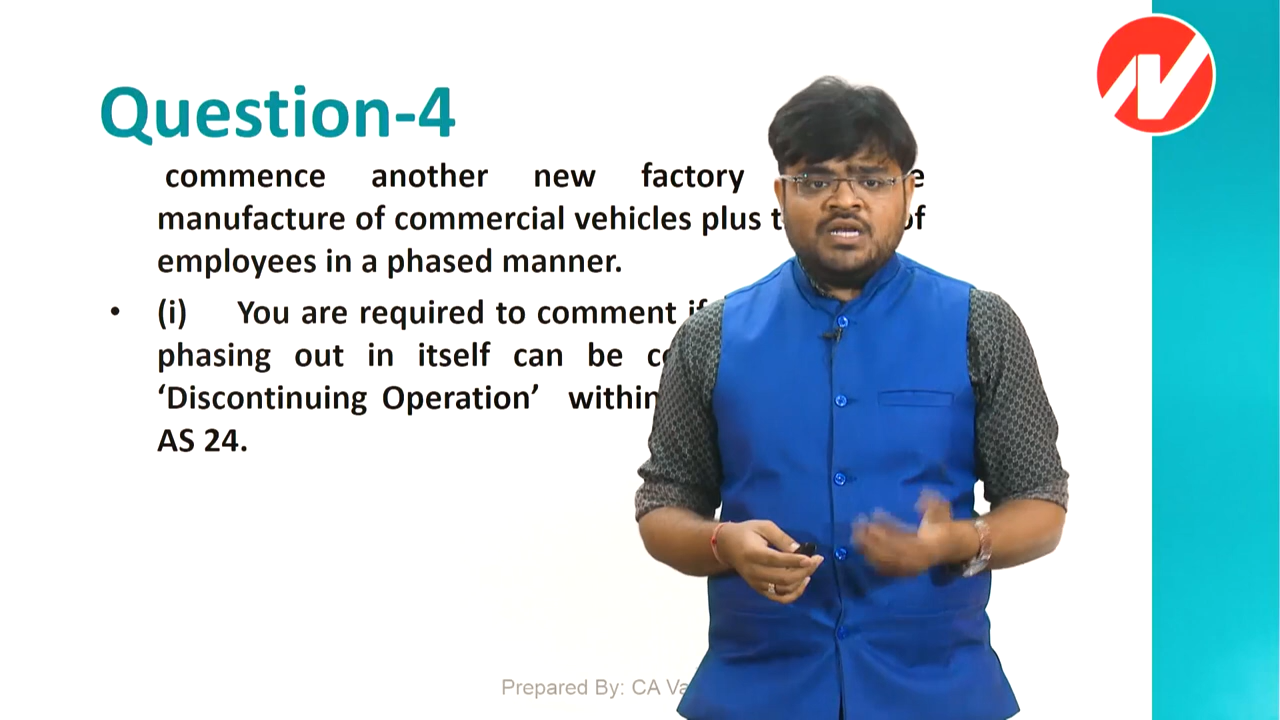 Question-4
commence another new factory
manufacture of commercial vehicles plus
employees in a phased manner.
• (i) You are required to comment
phasing out in itself can be
‘Discontinuing Operation’ within
AS 24.
Prepared By: CA